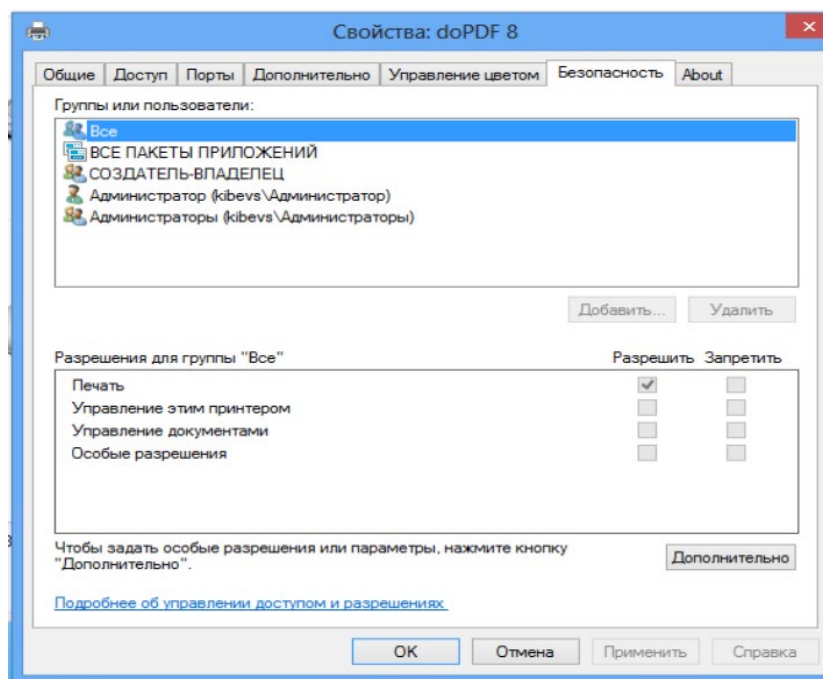 Свойства: doPDF 8
Общие Доступ Порты Дополнительно Управление цветом Безопасность About
Группы или пользователи:
Все
ВСЕ ПАКЕТЫ ПРИЛОЖЕНИЙ
СОЗДАТЕЛЬ-ВЛАДЕЛЕЦ
Администратор (kibevs\Администратор)
Администраторы (kibevs\Администраторы)
Добавить... Удалить
Разрешения для группы "Все" Разрешить Запретить
Печать
Управление этим принтером
Управление документами
Особые разрешения
Чтобы задать особые разрешения или параметры, нажмите кнопку
"Дополнительно".
Дополнительно
Подробнее об управлении доступом и разрешениях
OK Отмена Применить Справка